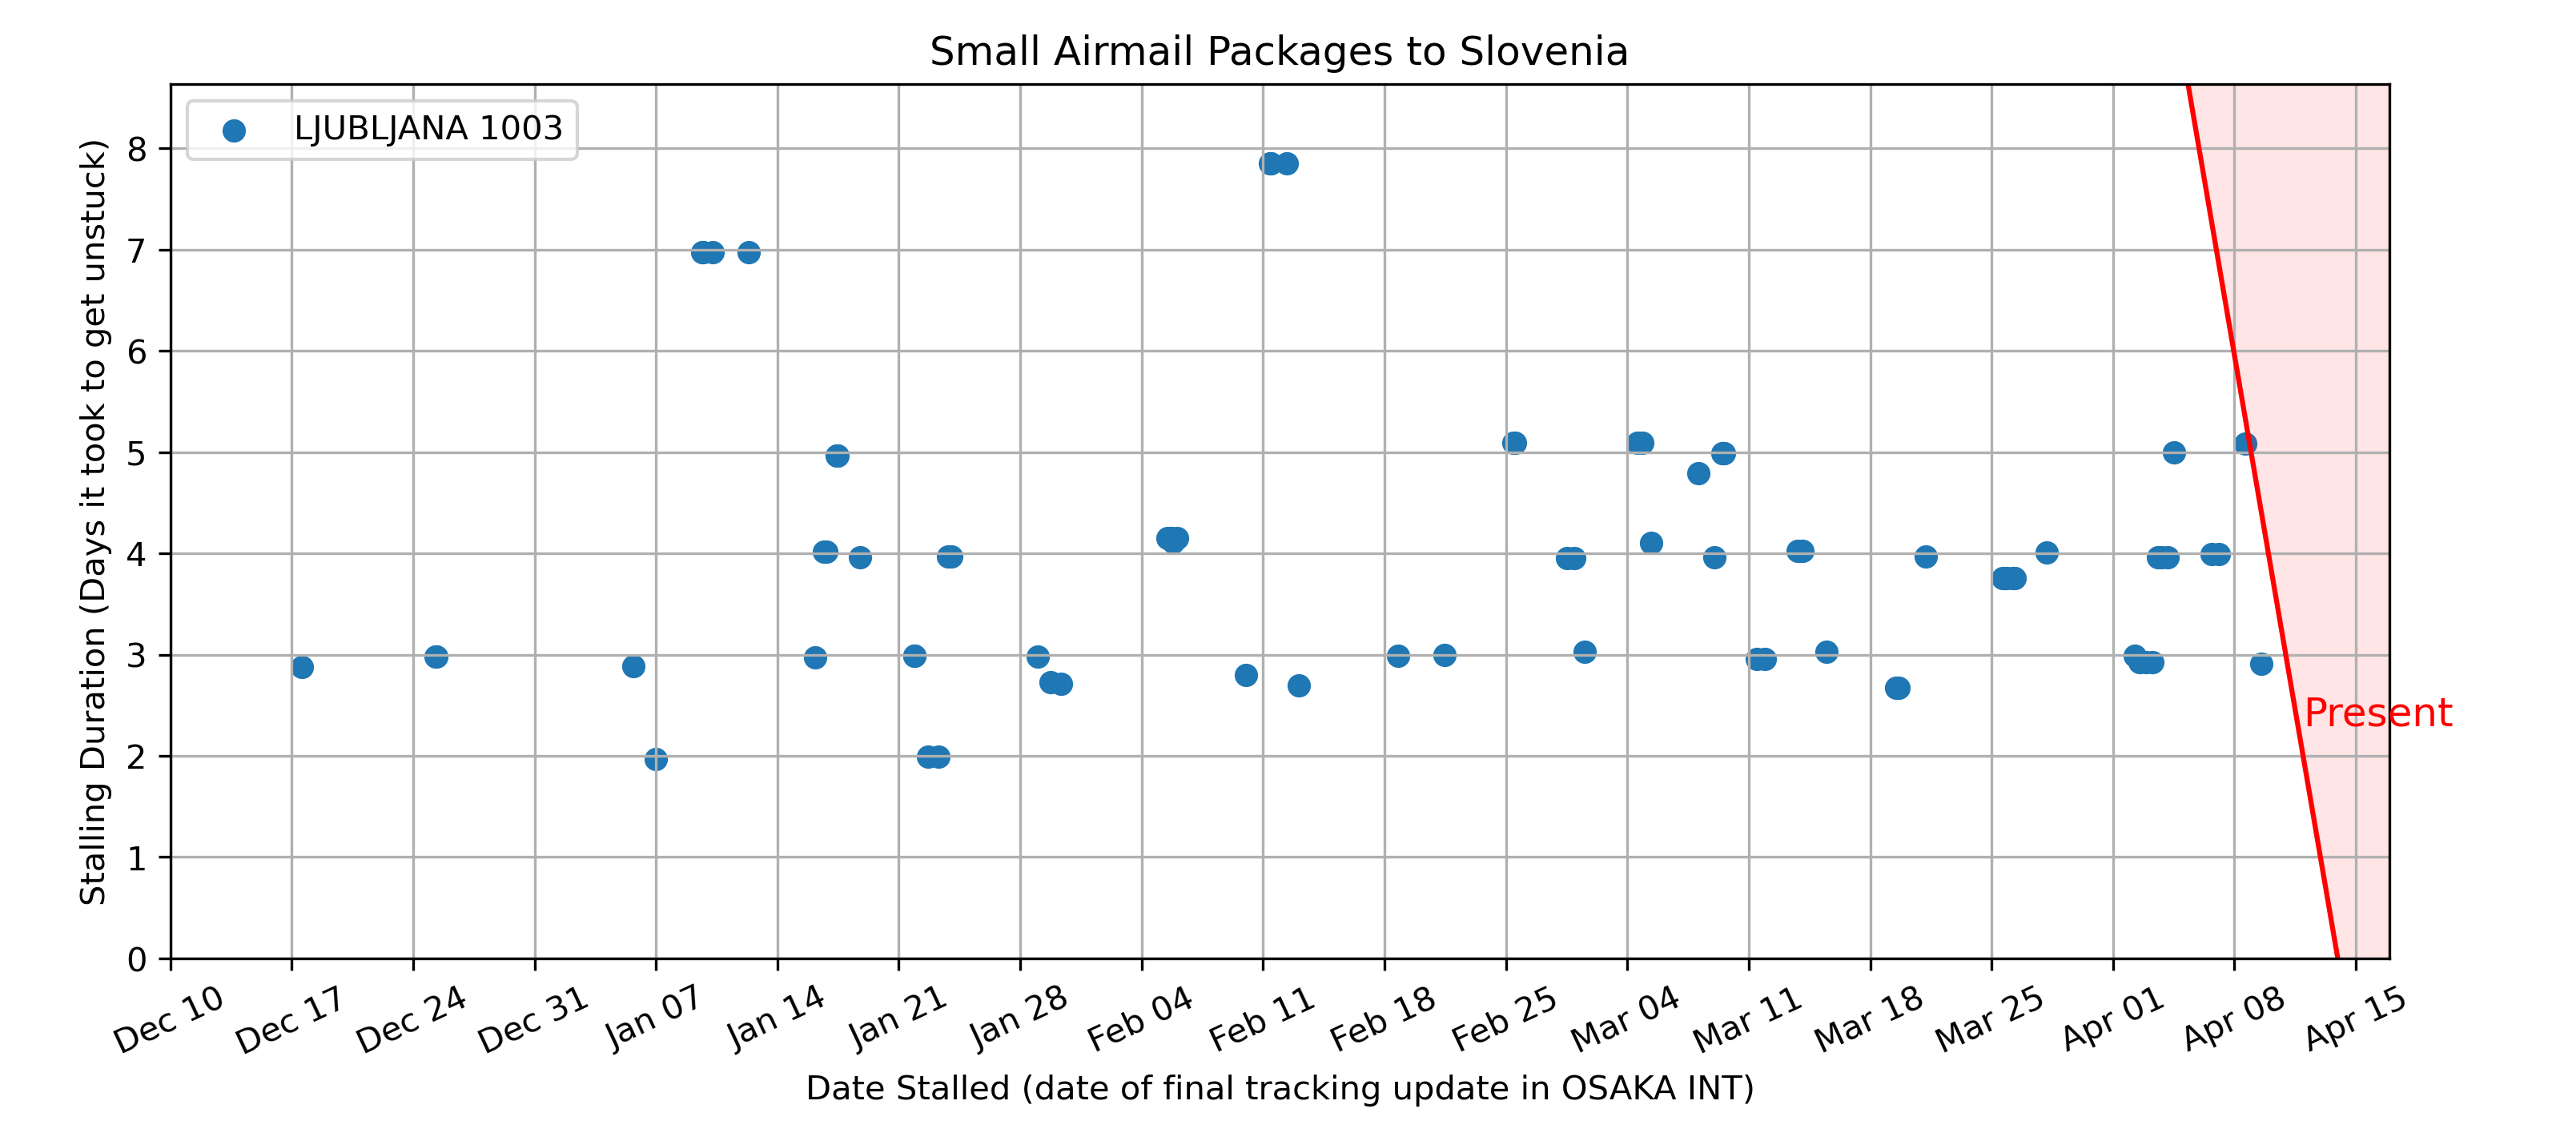 Small Airmail Packages to Slovenia
LJUBLJANA 1003
Stalling Duration (Days it took to get unstuck)
8
7
6
5
4
3
2
1
0
Present
Dec 10 Dec 17 Dec 24 Dec 31 Jan 07 Jan 14 Jan 21 Jan 28 Feb 04 Feb 11 Feb 18 Feb 25 Mar 04 Mar 11 Mar 18 Mar 25 Apr 01 Apr 08 Apr 15
Date Stalled (date of final tracking update in OSAKA INT)